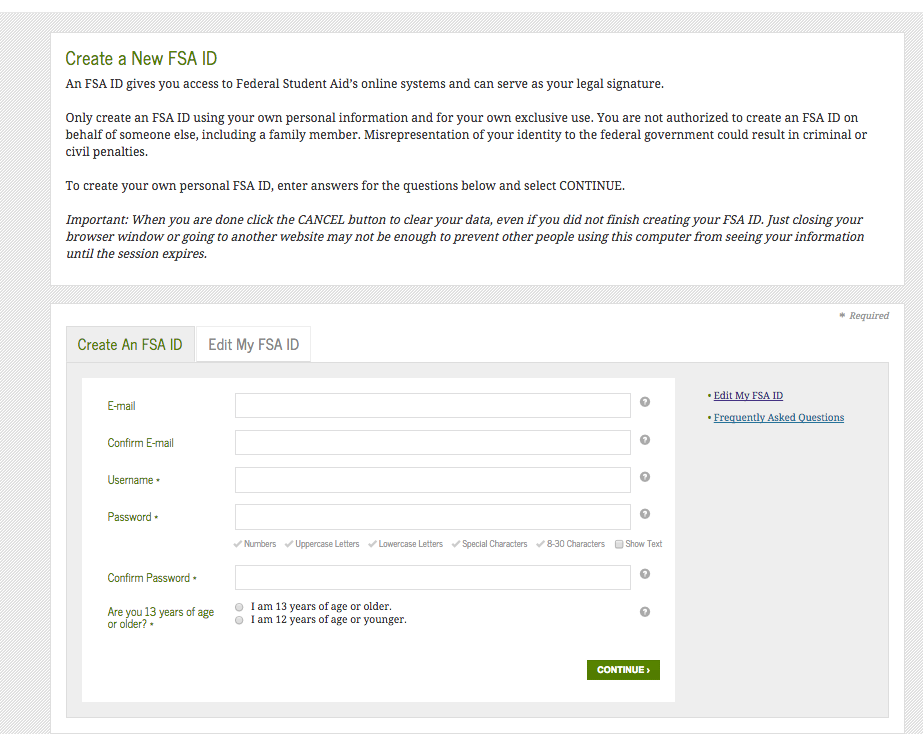 Create a New FSA ID
An FSA ID gives you access to Federal Student Aid's online systems and can serve as your legal signature.
Only create an FSA ID using your own personal information and for your own exclusive use. You are not authorized to create an FSA ID on
behalf of someone else, including a family member. Misrepresentation of your identity to the federal government could result in criminal or
civil penalties.
To create your own personal FSA ID, enter answers for the questions below and select CONTINUE.
Important: When you are done click the CANCEL button to clear your data, even if you did not finish creating your FSA ID. Just closing your
browser window or going to another website may not be enough to prevent other people using this computer from seeing your information
until the session expires.
* Required
Create An FSA ID
Edit My FSA ID
E-mail
?
Confirm E-mail
?
Username *
?
Password *
?
Numbers Uppercase Letters Lowercase Letters Special Characters 8-30 Characters Show Text
Confirm Password *
?
Are you 13 years of age
or older? *
I am 13 years of age or older.
I am 12 years of age or younger.
?
CONTINUE ›
• Edit My FSA ID
• Frequently Asked Questions